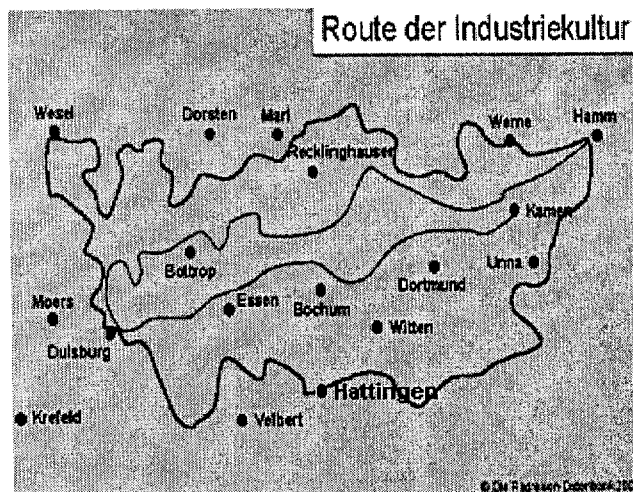 Route der Industriekultur
Wesel
Dorsten
Marl
Werne
Hamm
Recklinghausen
Kamen
Bottrop
Unna
Dortmund
Essen
Bochum
Moers
Witten
Duisburg
Hattingen
Krefeld
Velbert
© Die